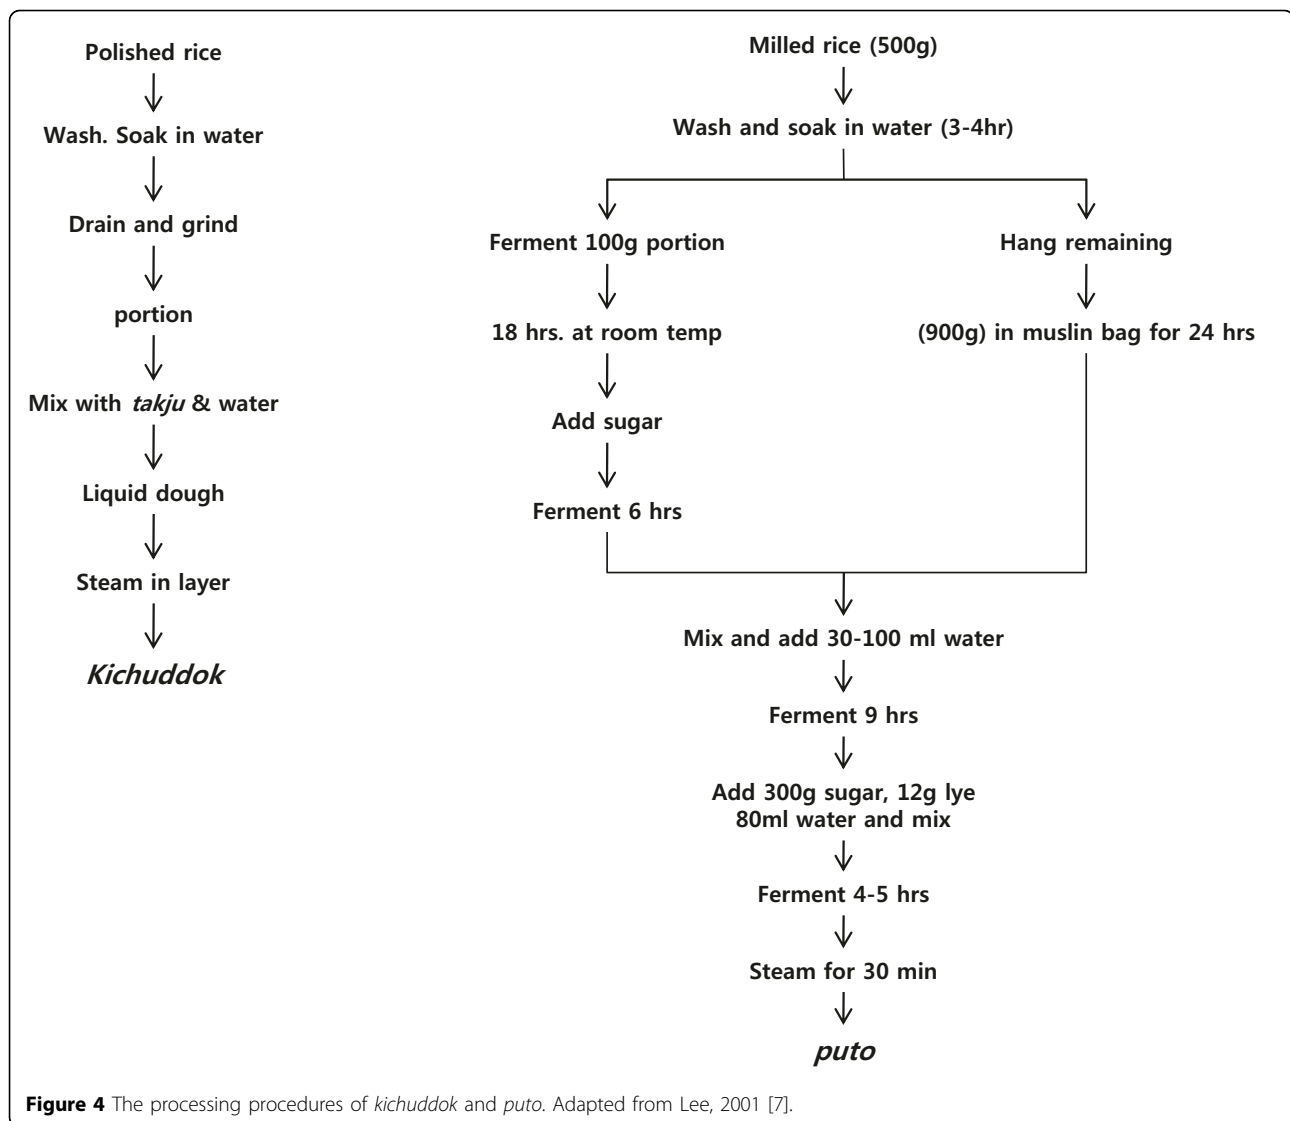 Polished rice
Wash. Soak in water
Drain and grind
portion
Mix with takju & water
Liquid dough
Steam in layer
Kichuddok
Milled rice (500g)
Wash and soak in water (3-4hr)
Ferment 100g portion
18 hrs. at room temp
Add sugar
Ferment 6 hrs
Hang remaining
(900g) in muslin bag for 24 hrs
Mix and add 30-100 ml water
Ferment 9 hrs
Add 300g sugar, 12g lye
80ml water and mix
Ferment 4-5 hrs
Steam for 30 min
puto
Figure 4 The processing procedures of kichuddok and puto. Adapted from Lee, 2001 [7].